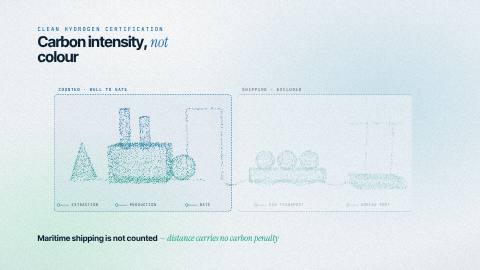 CLEAN HYDROGEN CERTIFICATION
Carbon intensity, not
colour
COUNTED · WELL TO GATE
SHIPPING · EXCLUDED
EXTRACTION
PRODUCTION
GATE
Maritime shipping is not counted — distance carries no carbon penalty